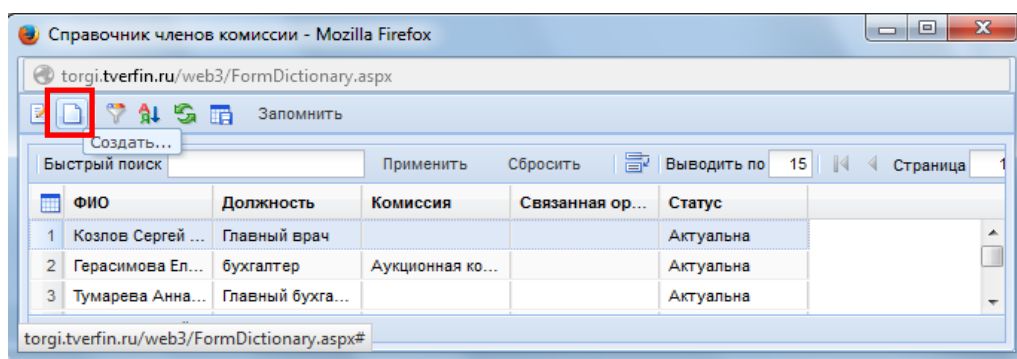 Справочник членов комиссии - Mozilla Firefox
torgi.tverfin.ru/web3/FormDictionary.aspx
Запомнить
Создать...
Быстрый поиск Применить Сбросить Выводить по 15 Страница 1
ФИО Должность Комиссия Связанная ор... Статус
1 Козлов Сергей ... Главный врач Актуальна
2 Герасимова Ел... бухгалтер Аукционная ко... Актуальна
3 Тумарева Анна... Главный бухга... Актуальна
torgi.tverfin.ru/web3/FormDictionary.aspx#